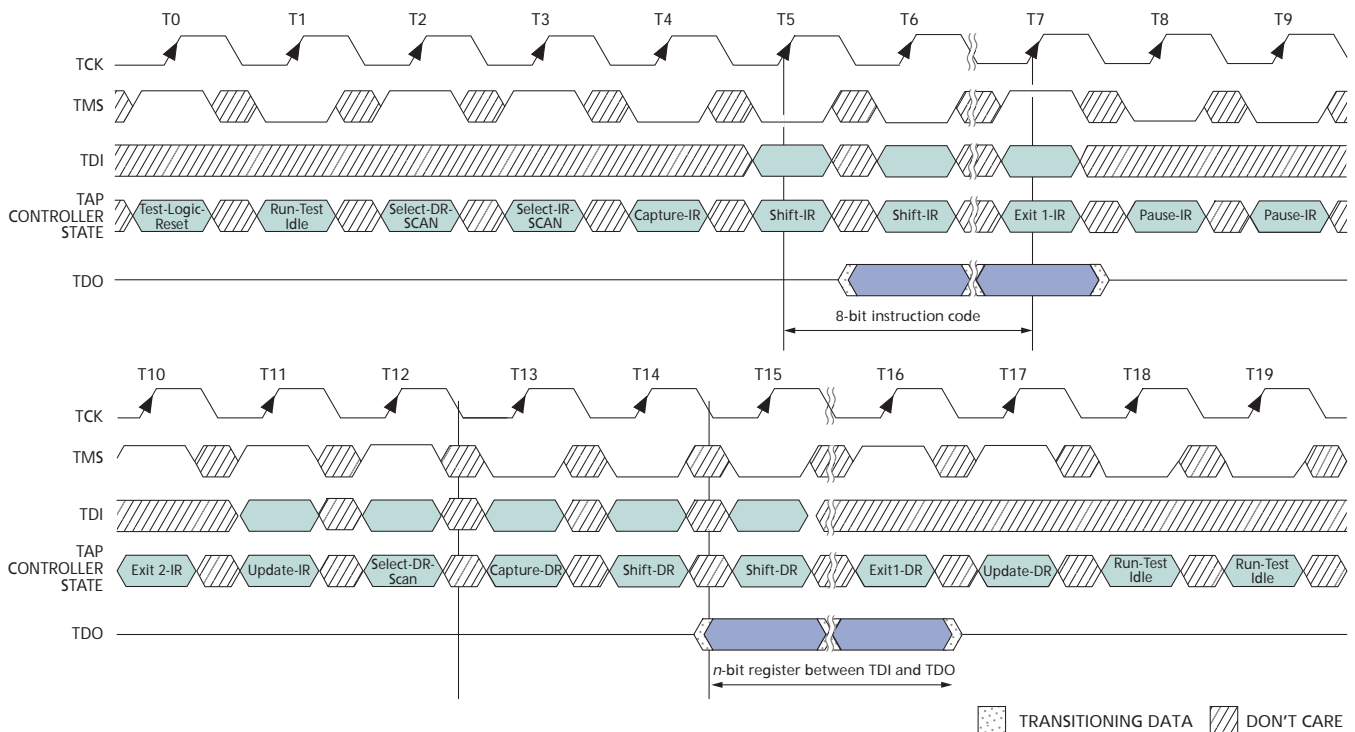 T0 T1 T2 T3 T4 T5 T6 T7 T8 T9
TCK
TMS
TDI
TAP
CONTROLLER
STATE
Test-Logic-
Reset
Run-Test
Idle
Select-DR-
SCAN
Select-IR-
SCAN
Capture-IR
Shift-IR
Shift-IR
Exit 1-IR
Pause-IR
Pause-IR
TDO
8-bit instruction code
T10 T11 T12 T13 T14 T15 T16 T17 T18 T19
TCK
TMS
TDI
TAP
CONTROLLER
STATE
Exit 2-IR
Update-IR
Select-DR-
Scan
Capture-DR
Shift-DR
Shift-DR
Exit1-DR
Update-DR
Run-Test
Idle
Run-Test
Idle
TDO
n-bit register between TDI and TDO
TRANSITIONING DATA
DON'T CARE